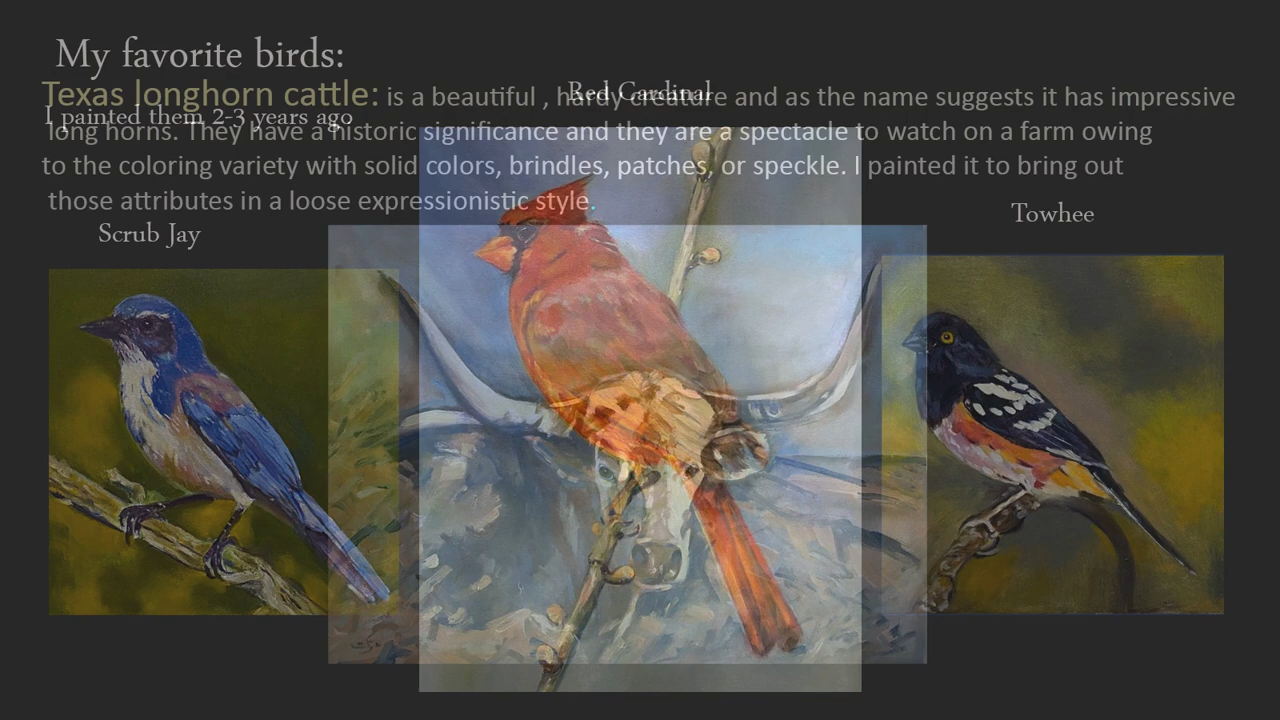 My favorite birds:
Texas longhorn cattle: is a beautiful , hardy creature and as the name suggests it has impressive
Red Cardinal
I painted them 2-3 years ago
long horns. They have a historic significance and they are a spectacle to watch on a farm owing
to the coloring variety with solid colors, brindles, patches, or speckle. I painted it to bring out
those attributes in a loose expressionistic style.
Scrub Jay
Towhee